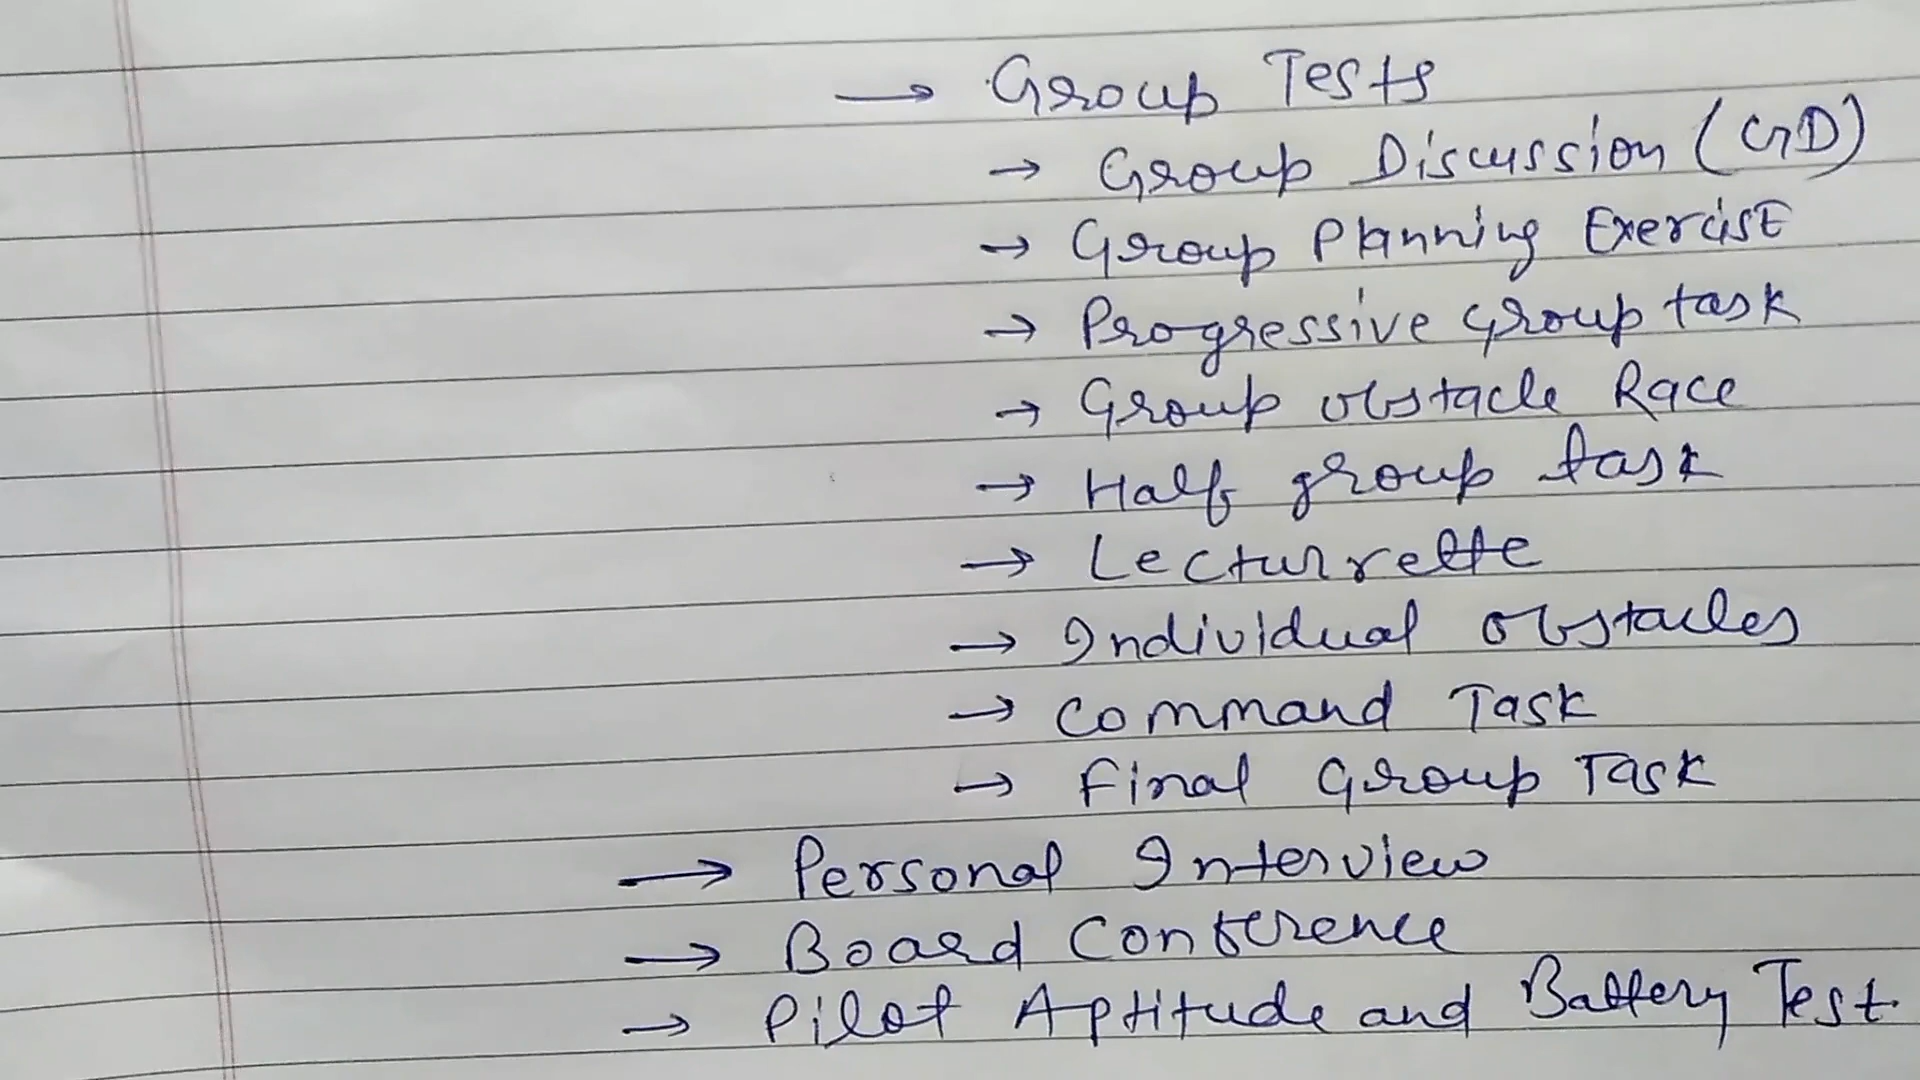 → Group Tests
→ Group Discussion (GD)
→ Group Planning Exercise
→ Progressive group task
→ Group obstacle Race
→ Half group task
→ Lecturrette
→ Individual obstacles
→ Command Task
→ Final Group Task
→ Personal Interview
→ Board Conference
→ Pilot Aptitude and Battery Test